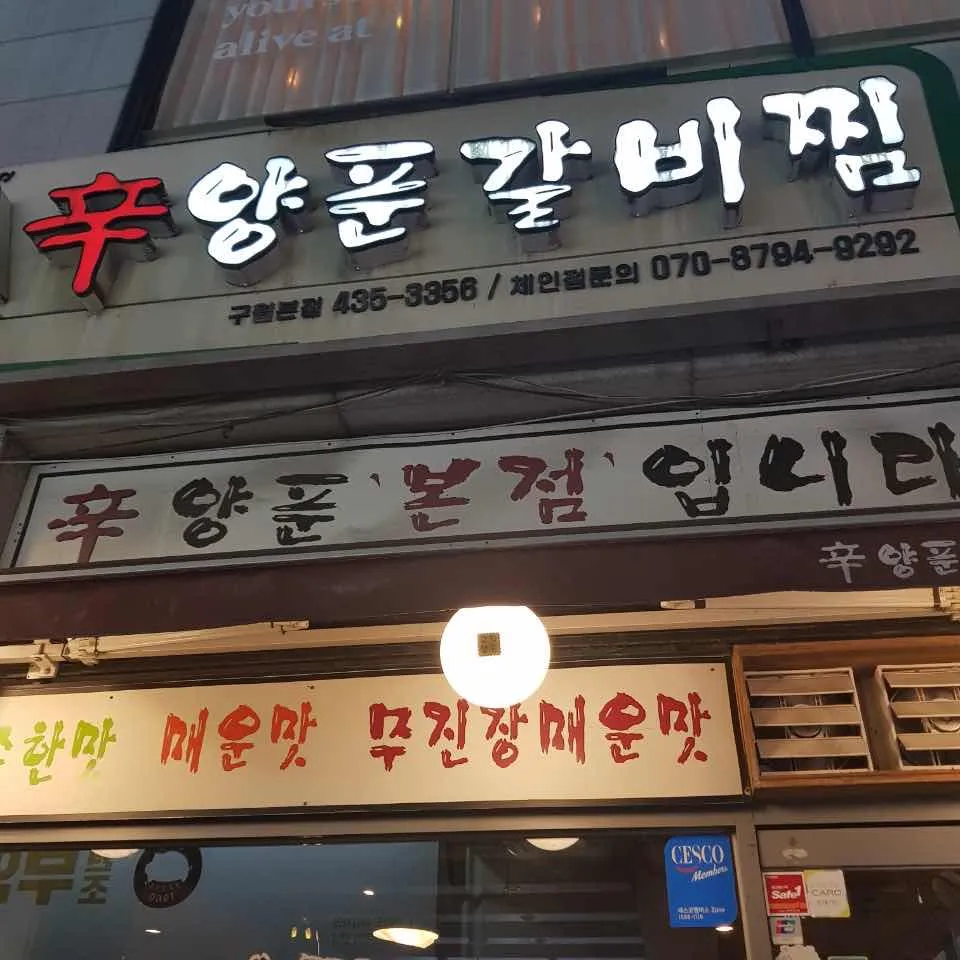 alive at
辛양푼갈비찜
구월본점 435-3356 / 체인점문의 070-8794-9292
辛양푼 '본점' 입니다
辛양푼
한맛 매운맛 무진장매운맛
CESCO
Members
Safe1
CARD